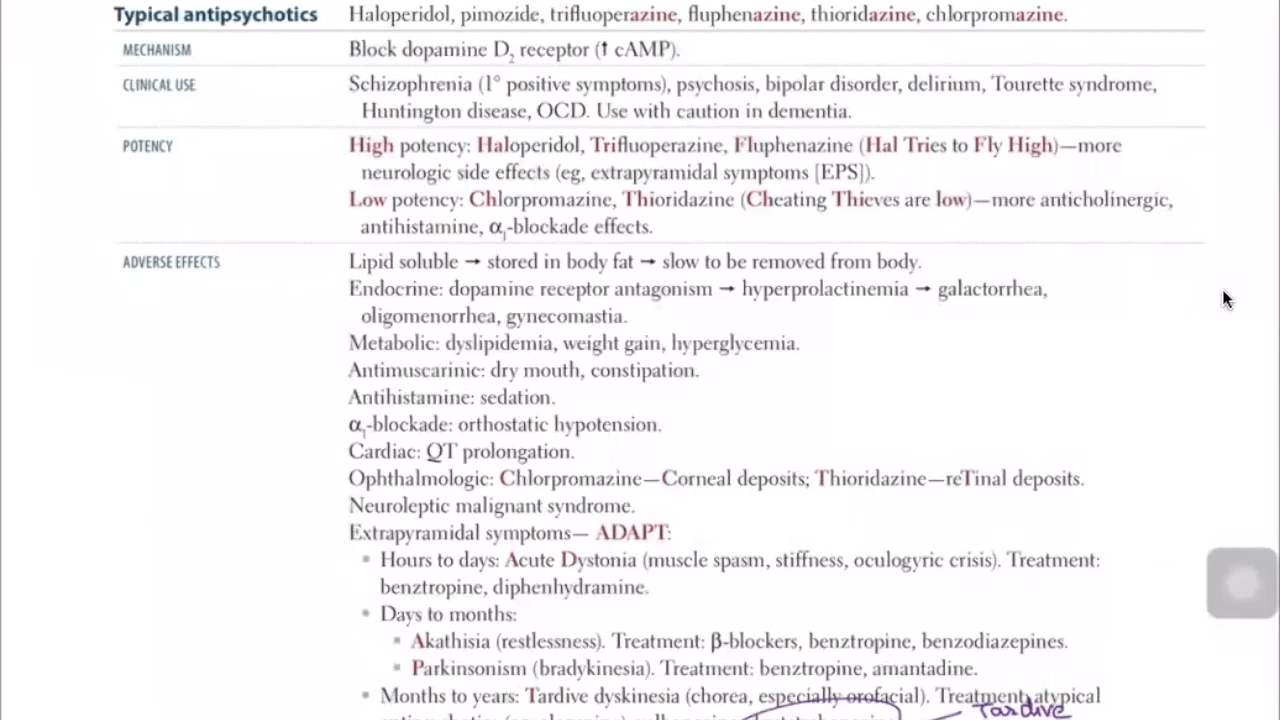 Typical antipsychotics Haloperidol, pimozide, trifluoperazine, fluphenazine, thioridazine, chlorpromazine.
MECHANISM Block dopamine D₂ receptor (↑ cAMP).
CLINICAL USE Schizophrenia (1° positive symptoms), psychosis, bipolar disorder, delirium, Tourette syndrome,
Huntington disease, OCD. Use with caution in dementia.
POTENCY High potency: Haloperidol, Trifluoperazine, Fluphenazine (Hal Tries to Fly High)—more
neurologic side effects (eg, extrapyramidal symptoms [EPS]).
Low potency: Chlorpromazine, Thioridazine (Cheating Thieves are low)—more anticholinergic,
antihistamine, α₁-blockade effects.
ADVERSE EFFECTS Lipid soluble → stored in body fat → slow to be removed from body.
Endocrine: dopamine receptor antagonism → hyperprolactinemia → galactorrhea,
oligomenorrhea, gynecomastia.
Metabolic: dyslipidemia, weight gain, hyperglycemia.
Antimuscarinic: dry mouth, constipation.
Antihistamine: sedation.
α₁-blockade: orthostatic hypotension.
Cardiac: QT prolongation.
Ophthalmologic: Chlorpromazine—Corneal deposits; Thioridazine—reTinal deposits.
Neuroleptic malignant syndrome.
Extrapyramidal symptoms— ADAPT:
Hours to days: Acute Dystonia (muscle spasm, stiffness, oculogyric crisis). Treatment:
benztropine, diphenhydramine.
Days to months:
Akathisia (restlessness). Treatment: β-blockers, benztropine, benzodiazepines.
Parkinsonism (bradykinesia). Treatment: benztropine, amantadine.
Months to years: Tardive dyskinesia (chorea, especially orofacial). Treatment: atypical
Tardive